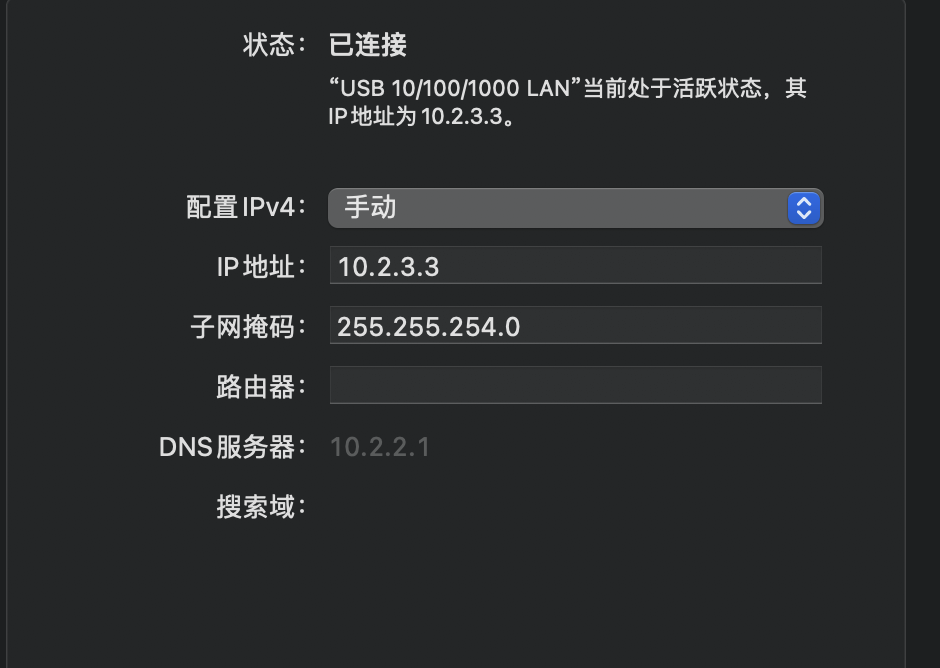 状态： 已连接
“USB 10/100/1000 LAN”当前处于活跃状态，其
IP 地址为 10.2.3.3。
配置 IPv4： 手动
IP 地址： 10.2.3.3
子网掩码： 255.255.254.0
路由器：
DNS 服务器： 10.2.2.1
搜索域：